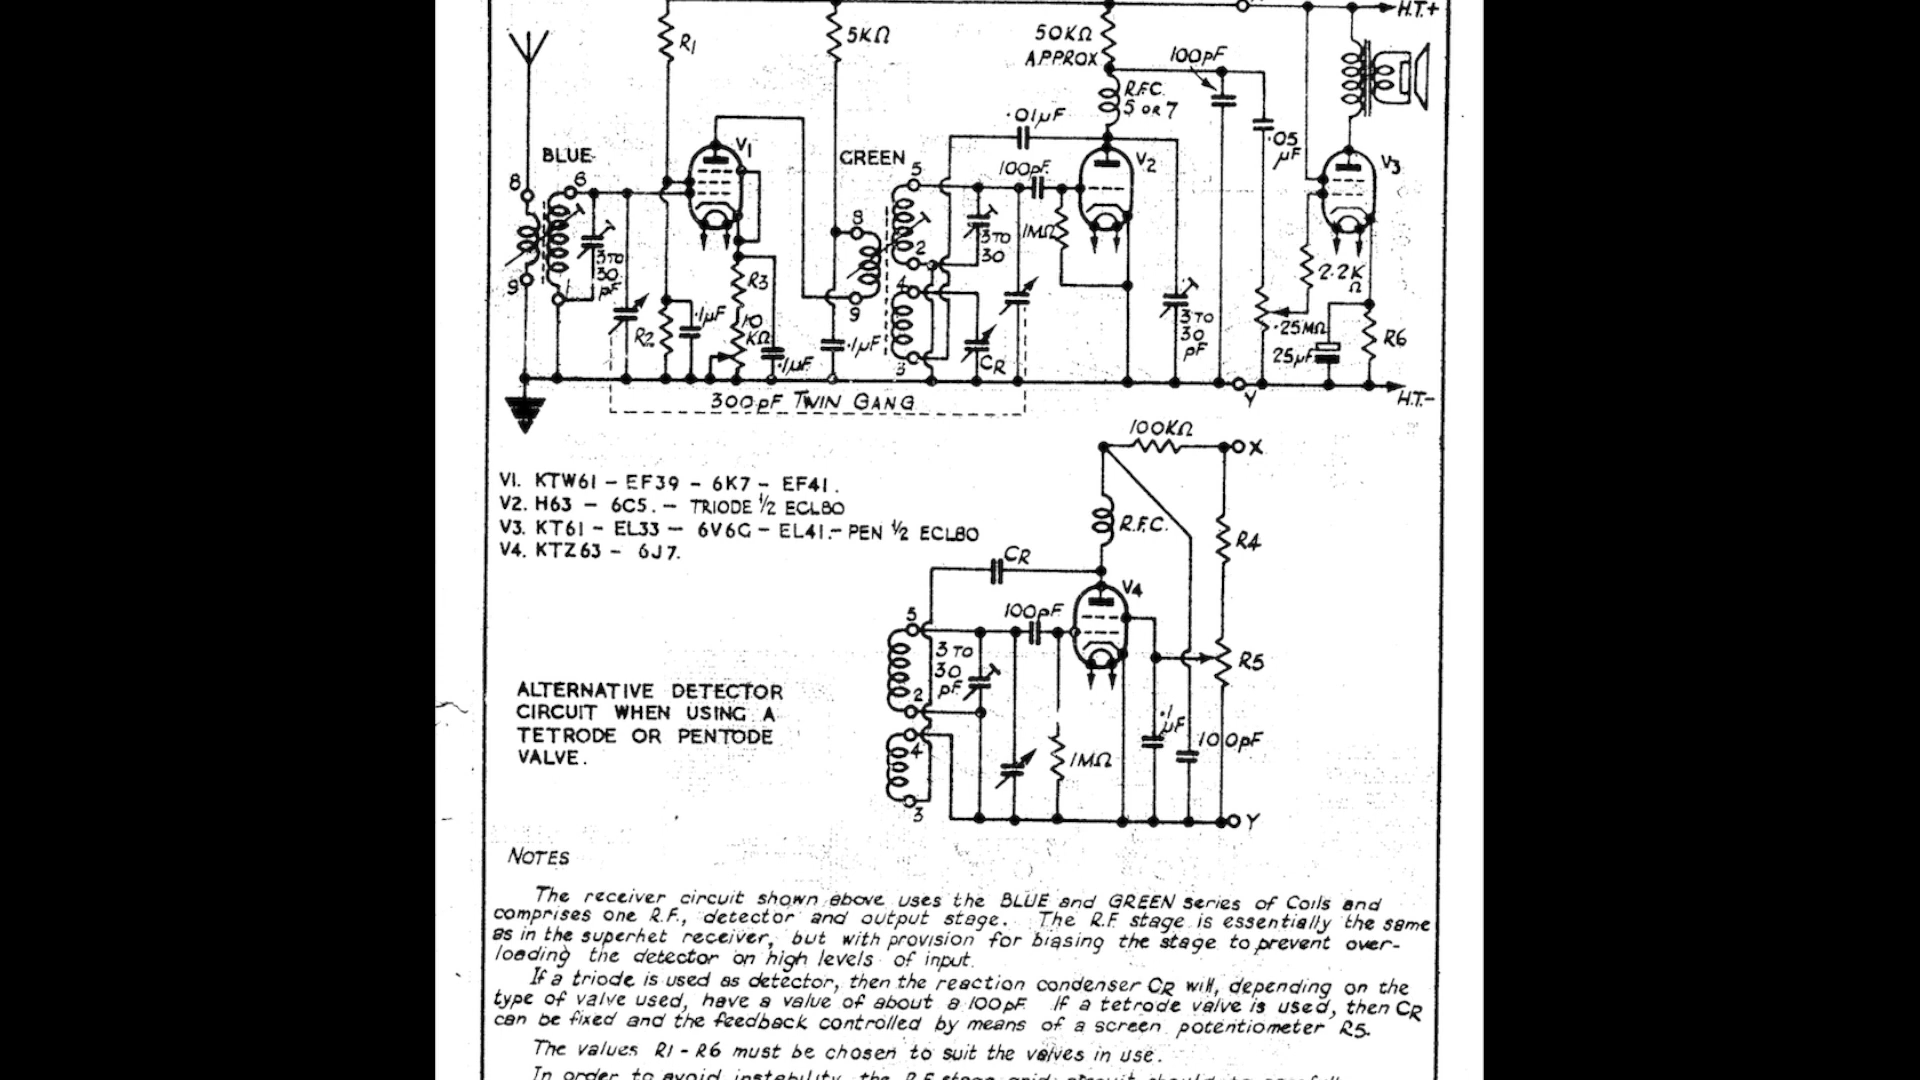 H.T.+
R1
5KΩ
50KΩ
APPROX
100pF
R.F.C.
5 OR 7
.01µF
V1
BLUE
GREEN
100pF
V2
.05
µF
V3
8
6
5
8
1MΩ
3 TO
30
2
3 TO
30
pF
9
1
R3
4
2.2K
Ω
9
.1µF
10
KΩ
R2
.1µF
.1µF
CR
3
3 TO
30
pF
.25MΩ
25µF
R6
300pF TWIN GANG
Y
H.T.-
100KΩ
X
V1. KTW61 - EF39 - 6K7 - EF41.
V2. H63 - 6C5. - TRIODE ½ ECL80
V3. KT61 - EL33 - 6V6G - EL41.- PEN ½ ECL80
V4. KTZ63 - 6J7.
R.F.C.
R4
CR
V4
100pF
5
3 TO
30
pF
R5
2
ALTERNATIVE DETECTOR
CIRCUIT WHEN USING A
TETRODE OR PENTODE
VALVE.
4
.1
µF
100pF
1MΩ
3
Y
NOTES
The receiver circuit shown above uses the BLUE and GREEN series of Coils and
comprises one R.F., detector and output stage. The R.F. stage is essentially the same
as in the superhet receiver, but with provision for biasing the stage to prevent over-
loading the detector on high levels of input.
If a triode is used as detector, then the reaction condenser CR will, depending on the
type of valve used, have a value of about a 100pF. If a tetrode valve is used, then CR
can be fixed and the feedback controlled by means of a screen potentiometer R5.
The values R1 - R6 must be chosen to suit the valves in use.
In order to avoid instability, the R.F. stage grid circuit should be